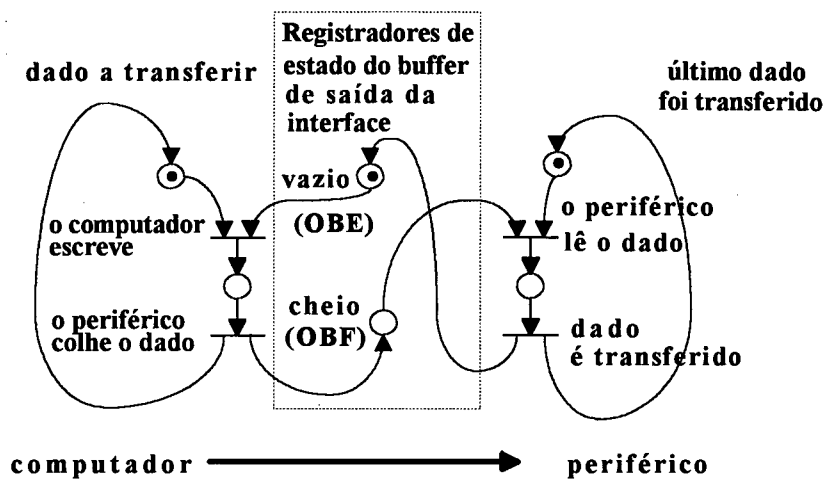 dado a transferir
Registradores de
estado do buffer
de saída da
interface
último dado
foi transferido
vazio
(OBE)
o computador
escreve
o periférico
lê o dado
cheio
(OBF)
o periférico
colhe o dado
dado
é transferido
computador
periférico